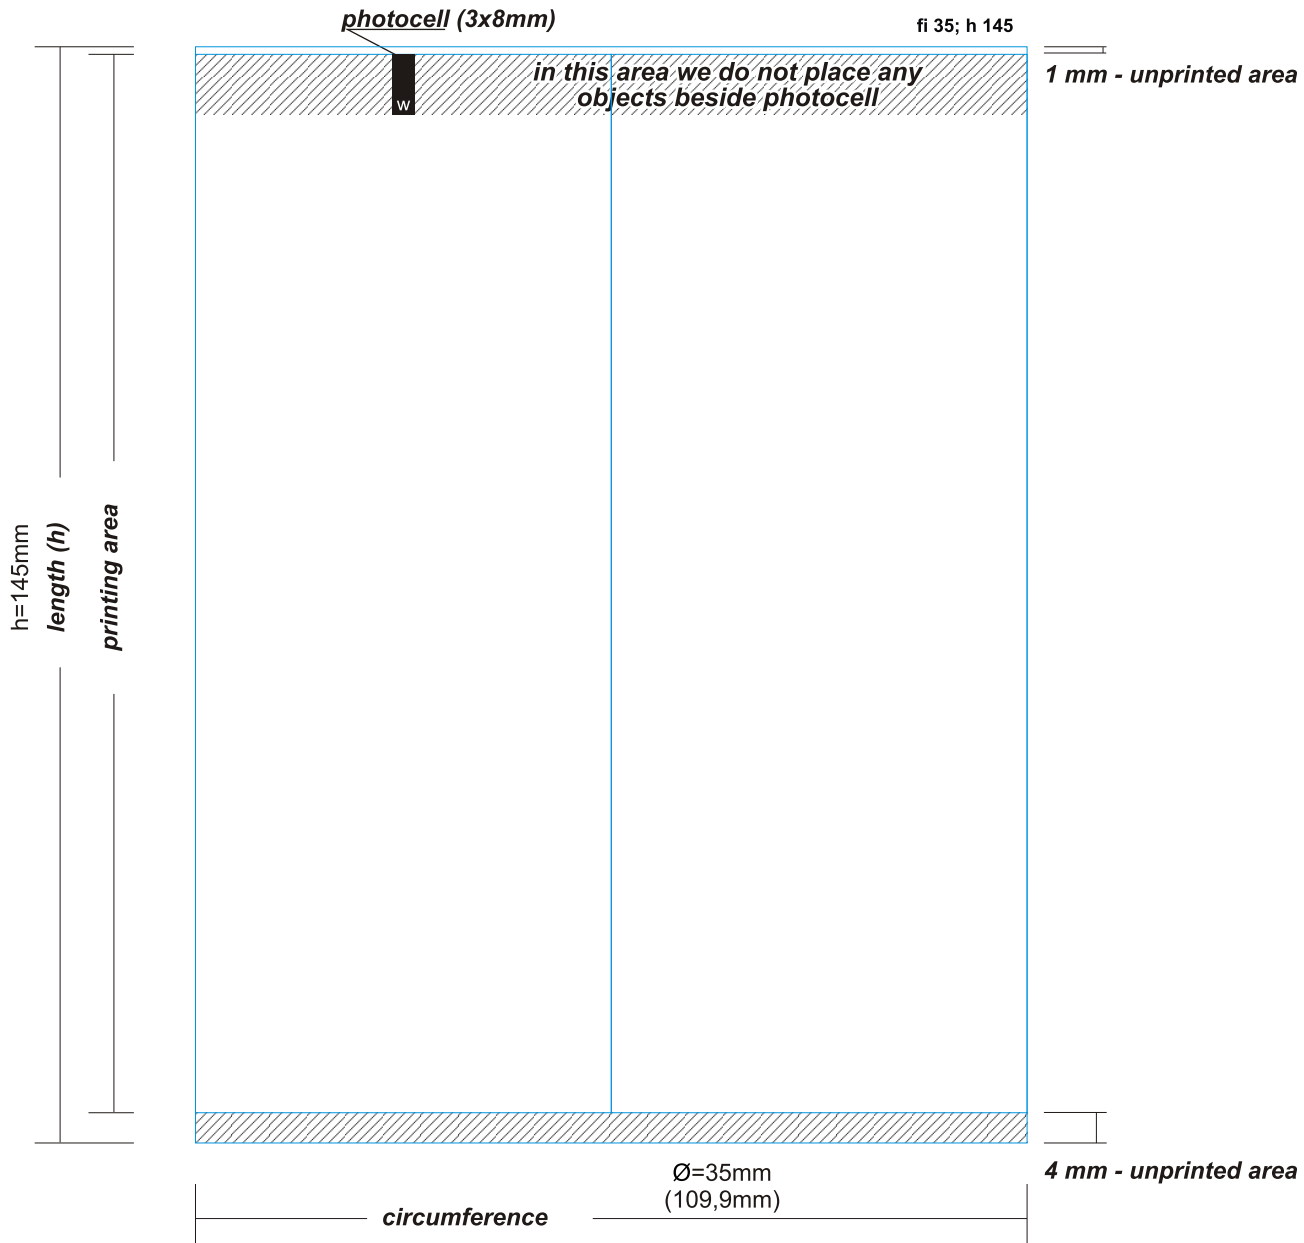 photocell (3x8mm)
fi 35; h 145
1 mm - unprinted area
in this area we do not place any
objects beside photocell
w
h=145mm
length (h)
printing area
4 mm - unprinted area
Ø=35mm
(109,9mm)
circumference